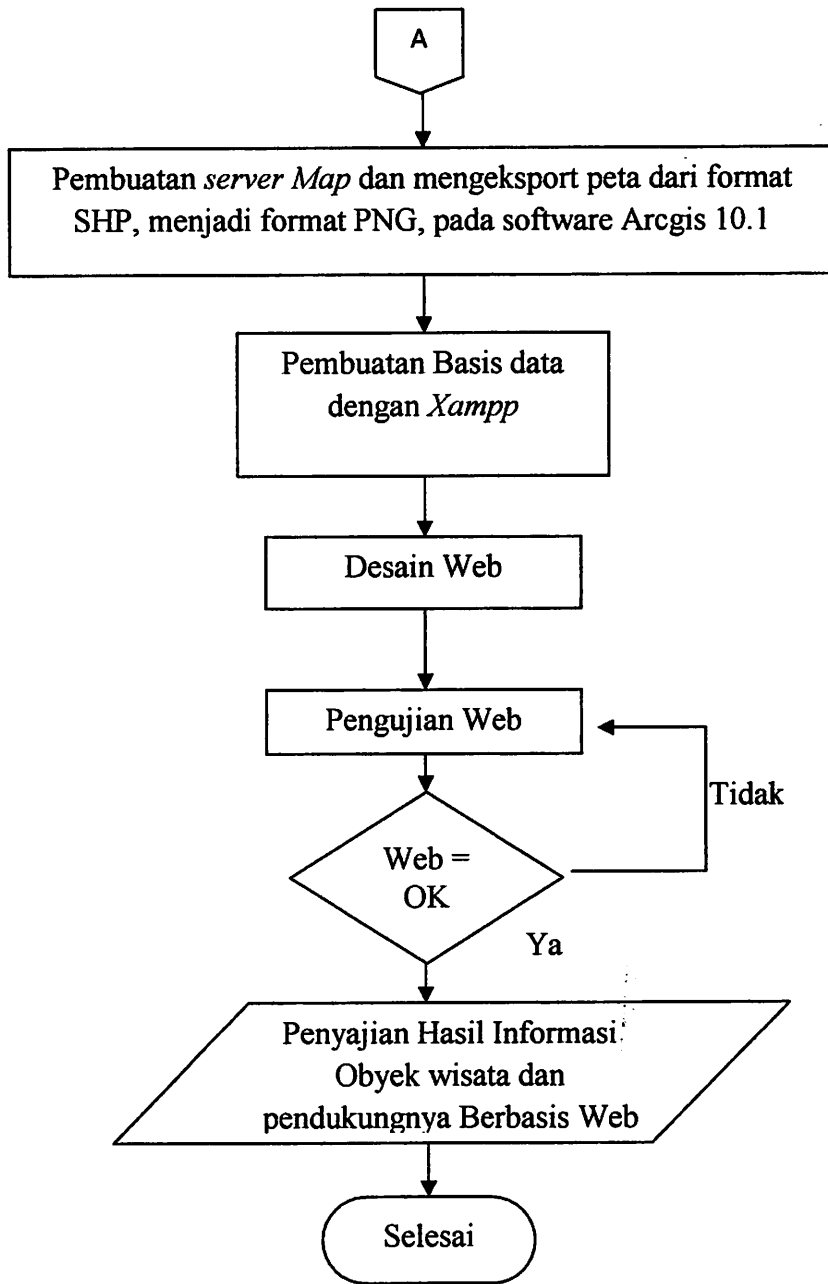 A
Pembuatan server Map dan mengeksport peta dari format
SHP, menjadi format PNG, pada software Arcgis 10.1
Pembuatan Basis data
dengan Xampp
Desain Web
Pengujian Web
Tidak
Web =
OK
Ya
Penyajian Hasil Informasi
Obyek wisata dan
pendukungnya Berbasis Web
Selesai